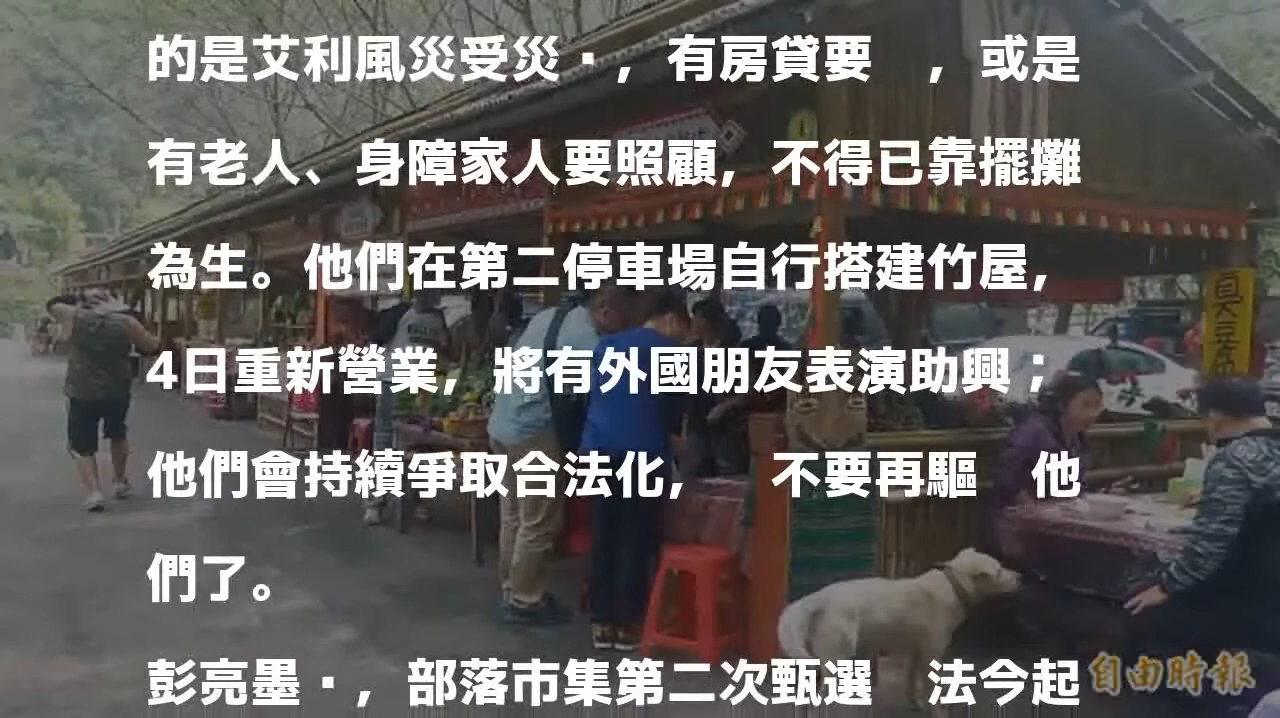 的是艾利風災受災·，有房貸要　，或是
有老人、身障家人要照顧，不得已靠擺攤
為生。他們在第二停車場自行搭建竹屋，
4日重新營業，將有外國朋友表演助興；
他們會持續爭取合法化，　不要再驅　他
們了。
彭亮墨·，部落市集第二次甄選　法今起
自由時報